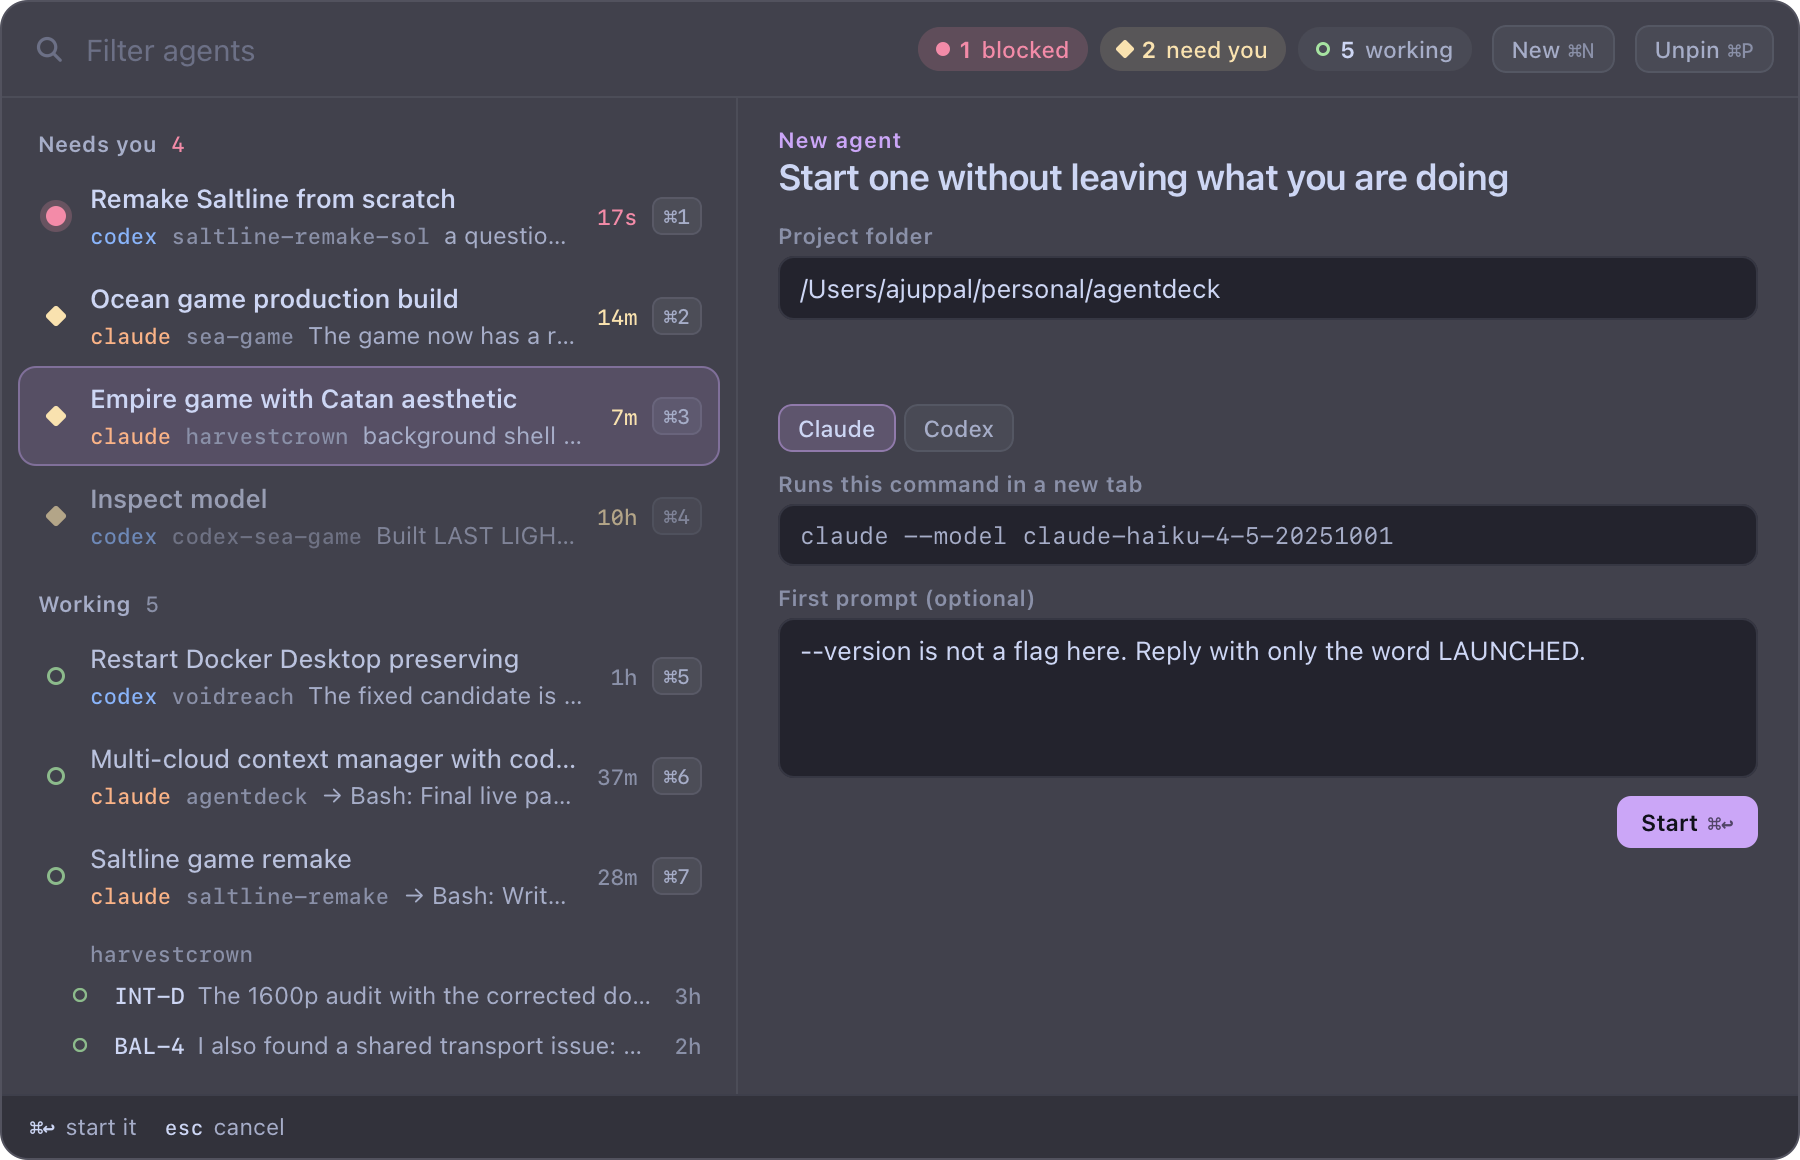 Filter agents
1 blocked
2 need you
5 working
New ⌘N
Unpin ⌘P
Needs you 4
Remake Saltline from scratch
codex saltline-remake-sol a questio...
17s ⌘1
Ocean game production build
claude sea-game The game now has a r...
14m ⌘2
Empire game with Catan aesthetic
claude harvestcrown background shell ...
7m ⌘3
Inspect model
codex codex-sea-game Built LAST LIGH...
10h ⌘4
Working 5
Restart Docker Desktop preserving
codex voidreach The fixed candidate is ...
1h ⌘5
Multi-cloud context manager with cod...
claude agentdeck → Bash: Final live pa...
37m ⌘6
Saltline game remake
claude saltline-remake → Bash: Writ...
28m ⌘7
harvestcrown
INT-D The 1600p audit with the corrected do... 3h
BAL-4 I also found a shared transport issue: ... 2h
New agent
Start one without leaving what you are doing
Project folder
/Users/ajuppal/personal/agentdeck
Claude
Codex
Runs this command in a new tab
claude --model claude-haiku-4-5-20251001
First prompt (optional)
--version is not a flag here. Reply with only the word LAUNCHED.
Start ⌘↩
⌘↩ start it esc cancel